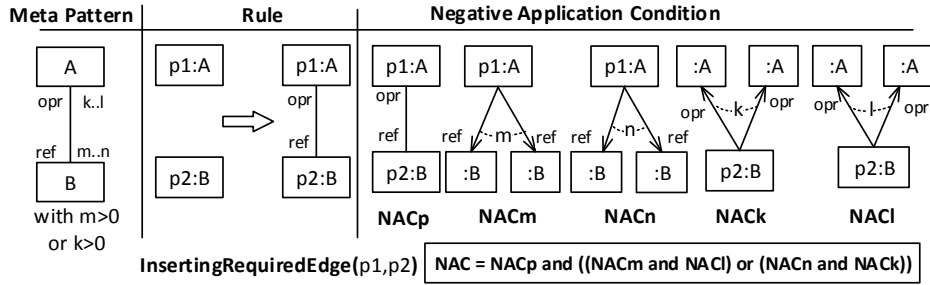 Meta Pattern Rule Negative Application Condition
A p1:A p1:A p1:A p1:A p1:A :A :A :A :A
opr k..l opr opr opr k opr opr l opr
ref m..n ref ref ref m ref ref n ref
B p2:B p2:B p2:B :B :B :B :B p2:B p2:B
with m>0 NACp NACm NACn NACk NACl
or k>0
InsertingRequiredEdge(p1,p2) NAC = NACp and ((NACm and NACl) or (NACn and NACk))